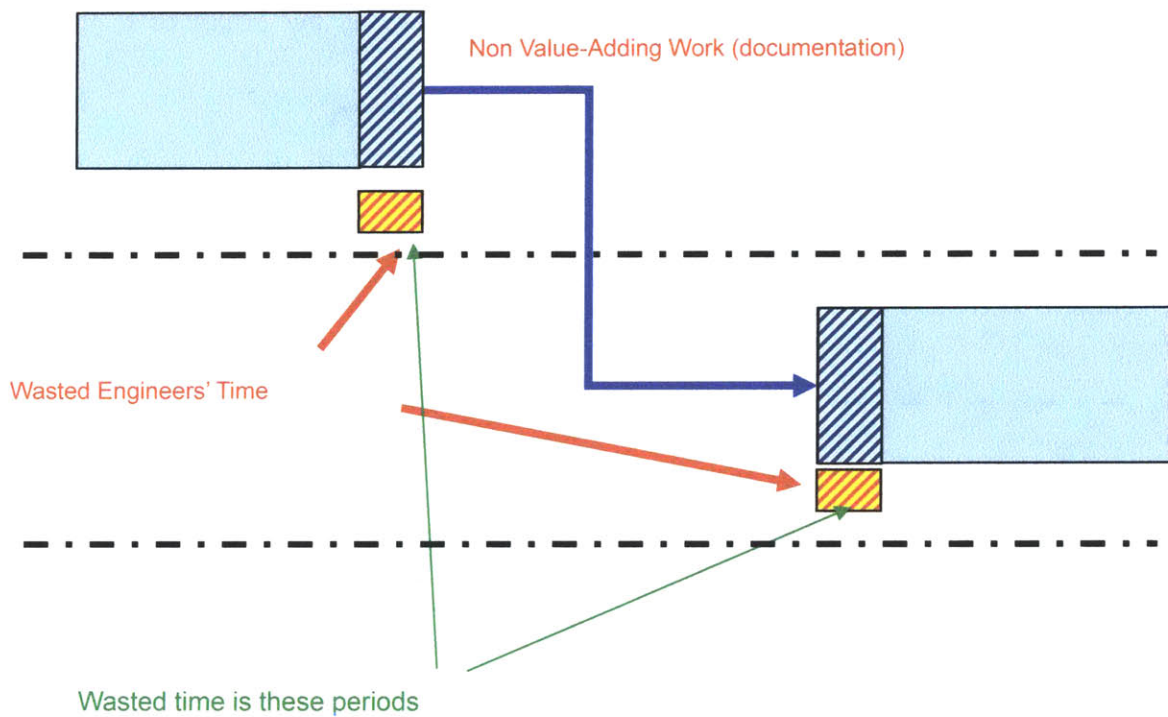 Non Value-Adding Work (documentation)
Wasted Engineers' Time
Wasted time is these periods